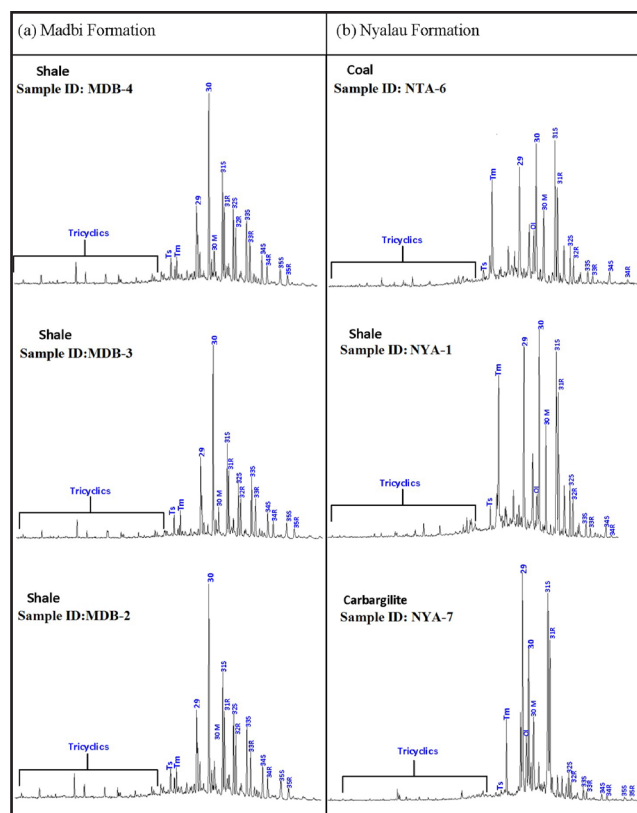 (a) Madbi Formation
Shale
Sample ID: MDB-4
Tricyclics
Ts
Tm
29
30
30 M
31S
31R
32S
32R
33S
33R
34S
34R
35S
35R
Shale
Sample ID:MDB-3
Tricyclics
Ts
Tm
29
30
30 M
31S
31R
32S
32R
33S
33R
34S
34R
35S
35R
Shale
Sample ID:MDB-2
Tricyclics
Ts
Tm
29
30
30 M
31S
31R
32S
32R
33S
33R
34S
34R
35S
35R
(b) Nyalau Formation
Coal
Sample ID: NTA-6
Tricyclics
Ts
Tm
29
Ol
30
30 M
31S
31R
32S
32R
33S
33R
34S
34R
Shale
Sample ID: NYA-1
Tricyclics
Ts
Tm
29
Ol
30
30 M
31S
31R
32S
32R
33S
33R
34S
34R
Carbargilite
Sample ID: NYA-7
Tricyclics
Ts
Tm
29
Ol
30
30 M
31S
31R
32S
32R
33S
33R
34S
34R
35S
35R